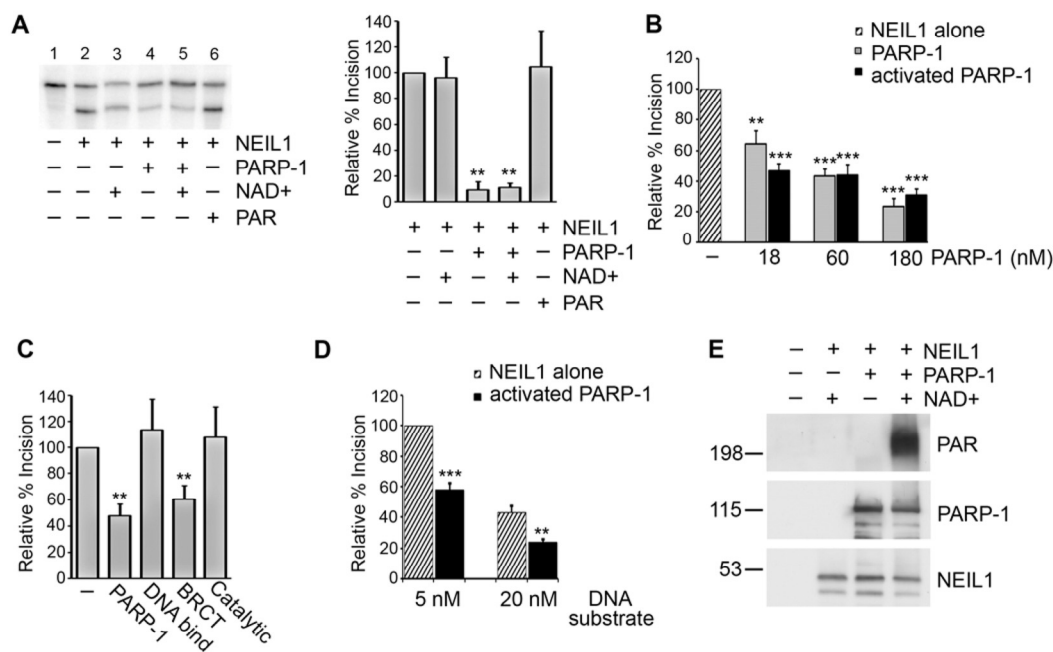 A
1 2 3 4 5 6
− + + + + + NEIL1
− − − + + − PARP-1
− − + − + − NAD+
− − − − − + PAR
Relative % Incision
140
120
100
80
60
40
20
0
** **
+ + + + + NEIL1
− − + + − PARP-1
− + − + − NAD+
− − − − + PAR
B
NEIL1 alone
PARP-1
activated PARP-1
Relative % Incision
120
100
80
60
40
20
0
** *** *** *** *** ***
− 18 60 180 PARP-1 (nM)
C
Relative % Incision
140
120
100
80
60
40
20
0
** **
−
PARP-1
DNA bind
BRCT
Catalytic
D
NEIL1 alone
activated PARP-1
Relative % Incision
120
100
80
60
40
20
0
*** **
5 nM 20 nM DNA
substrate
E
− + + + NEIL1
− − + + PARP-1
− + − + NAD+
198 PAR
115 PARP-1
53 NEIL1